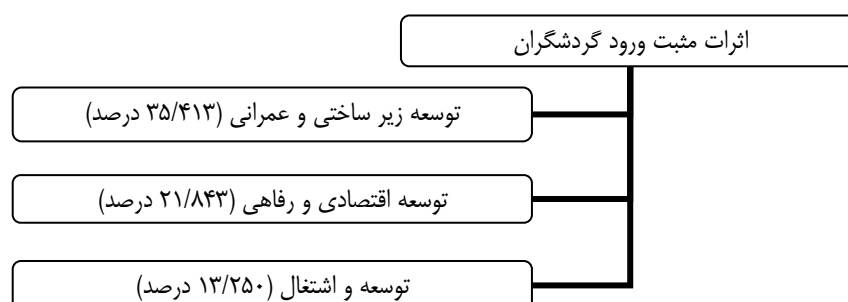 اثرات مثبت ورود گردشگران
توسعه زیر ساختی و عمرانی (۳۵/۴۱۳ درصد)
توسعه اقتصادی و رفاهی (۲۱/۸۴۳ درصد)
توسعه و اشتغال (۱۳/۲۵۰ درصد)